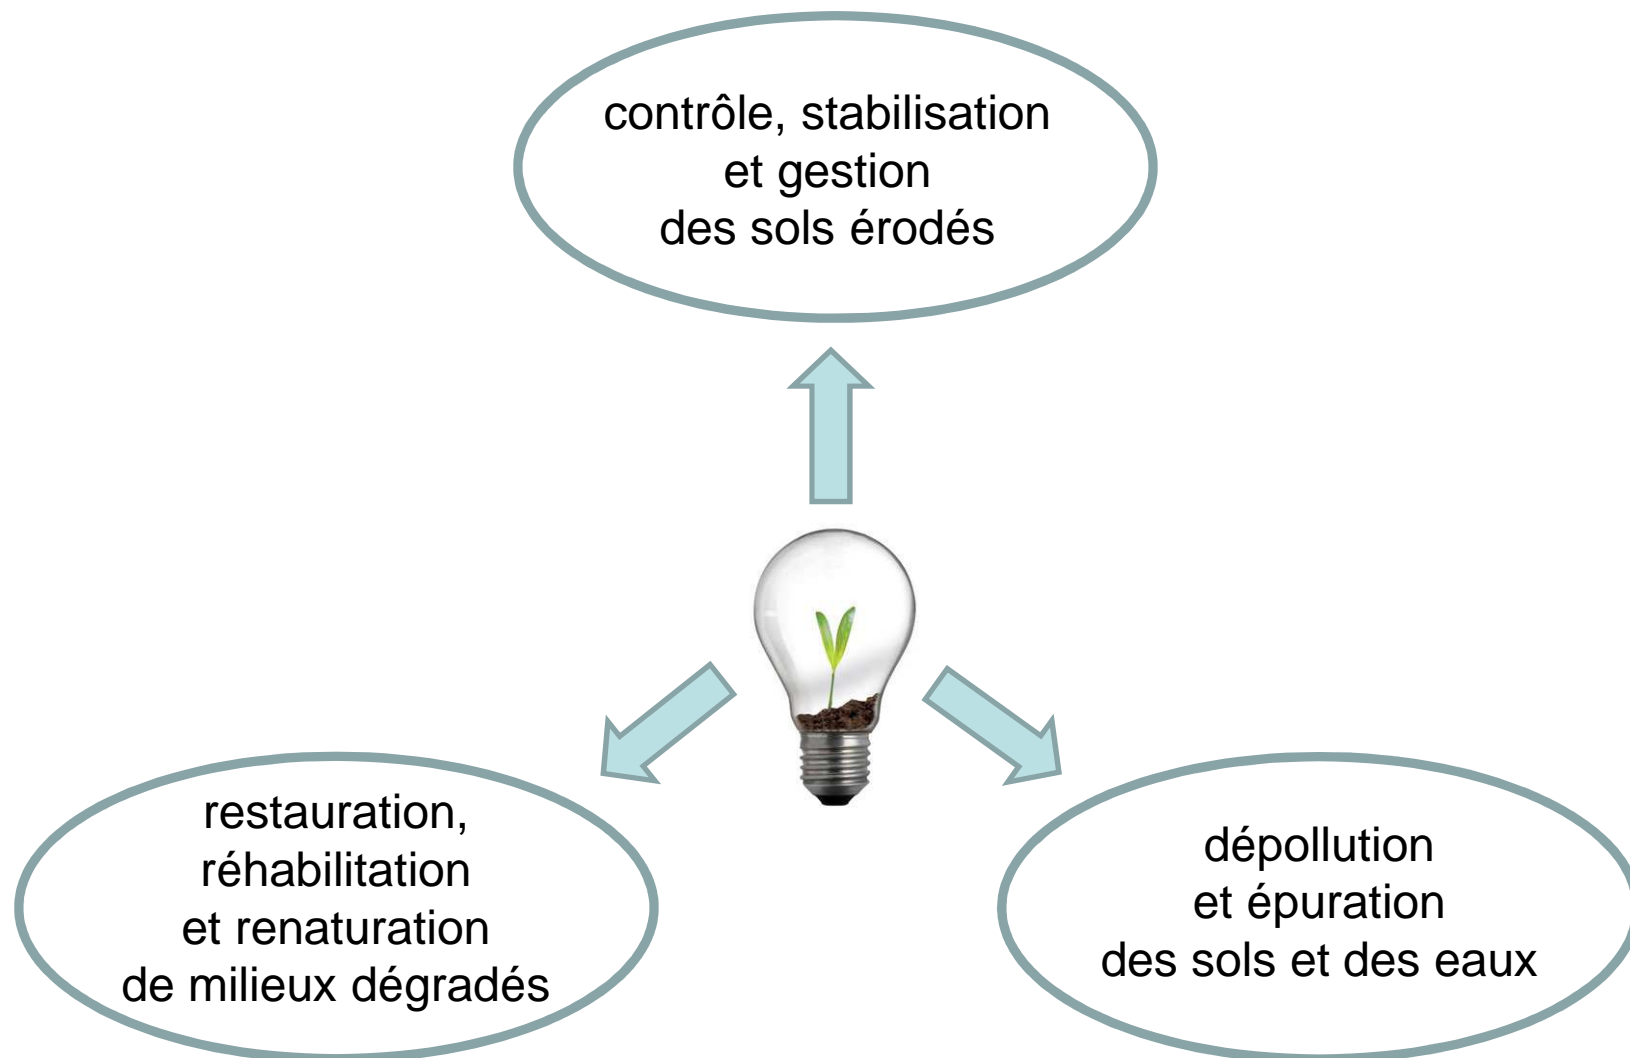 contrôle, stabilisation
et gestion
des sols érodés
restauration,
réhabilitation
et renaturation
de milieux dégradés
dépollution
et épuration
des sols et des eaux